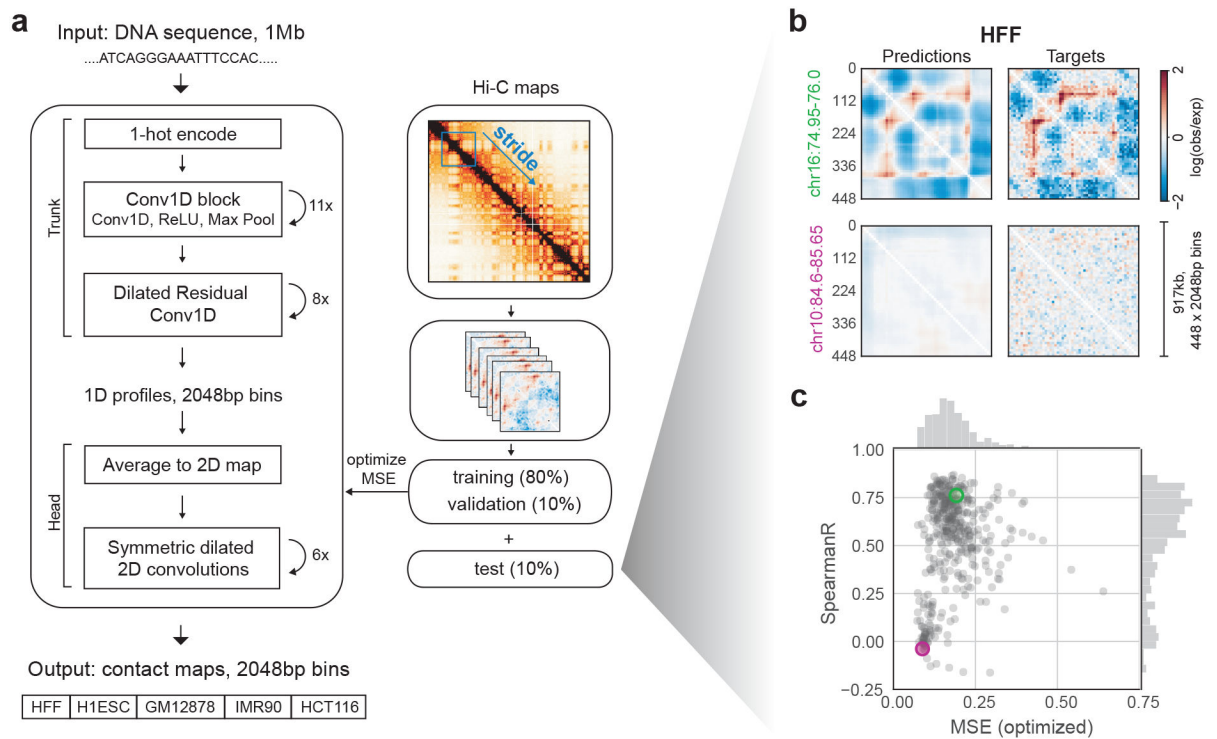 a
Input: DNA sequence, 1Mb
....ATCAGGGAAATTTCCAC.....
Trunk
1-hot encode
Conv1D block
Conv1D, ReLU, Max Pool
11x
Dilated Residual
Conv1D
8x
1D profiles, 2048bp bins
Head
Average to 2D map
Symmetric dilated
2D convolutions
6x
Output: contact maps, 2048bp bins
HFF H1ESC GM12878 IMR90 HCT116
Hi-C maps
stride
optimize
MSE
training (80%)
validation (10%)
+
test (10%)
b
HFF
Predictions Targets
chr16:74.95-76.0
0
112
224
336
448
2
0
−2
log(obs/exp)
chr10:84.6-85.65
0
112
224
336
448
917kb,
448 x 2048bp bins
c
SpearmanR
1.00
0.75
0.50
0.25
0.00
−0.25
0.00 0.25 0.50 0.75
MSE (optimized)